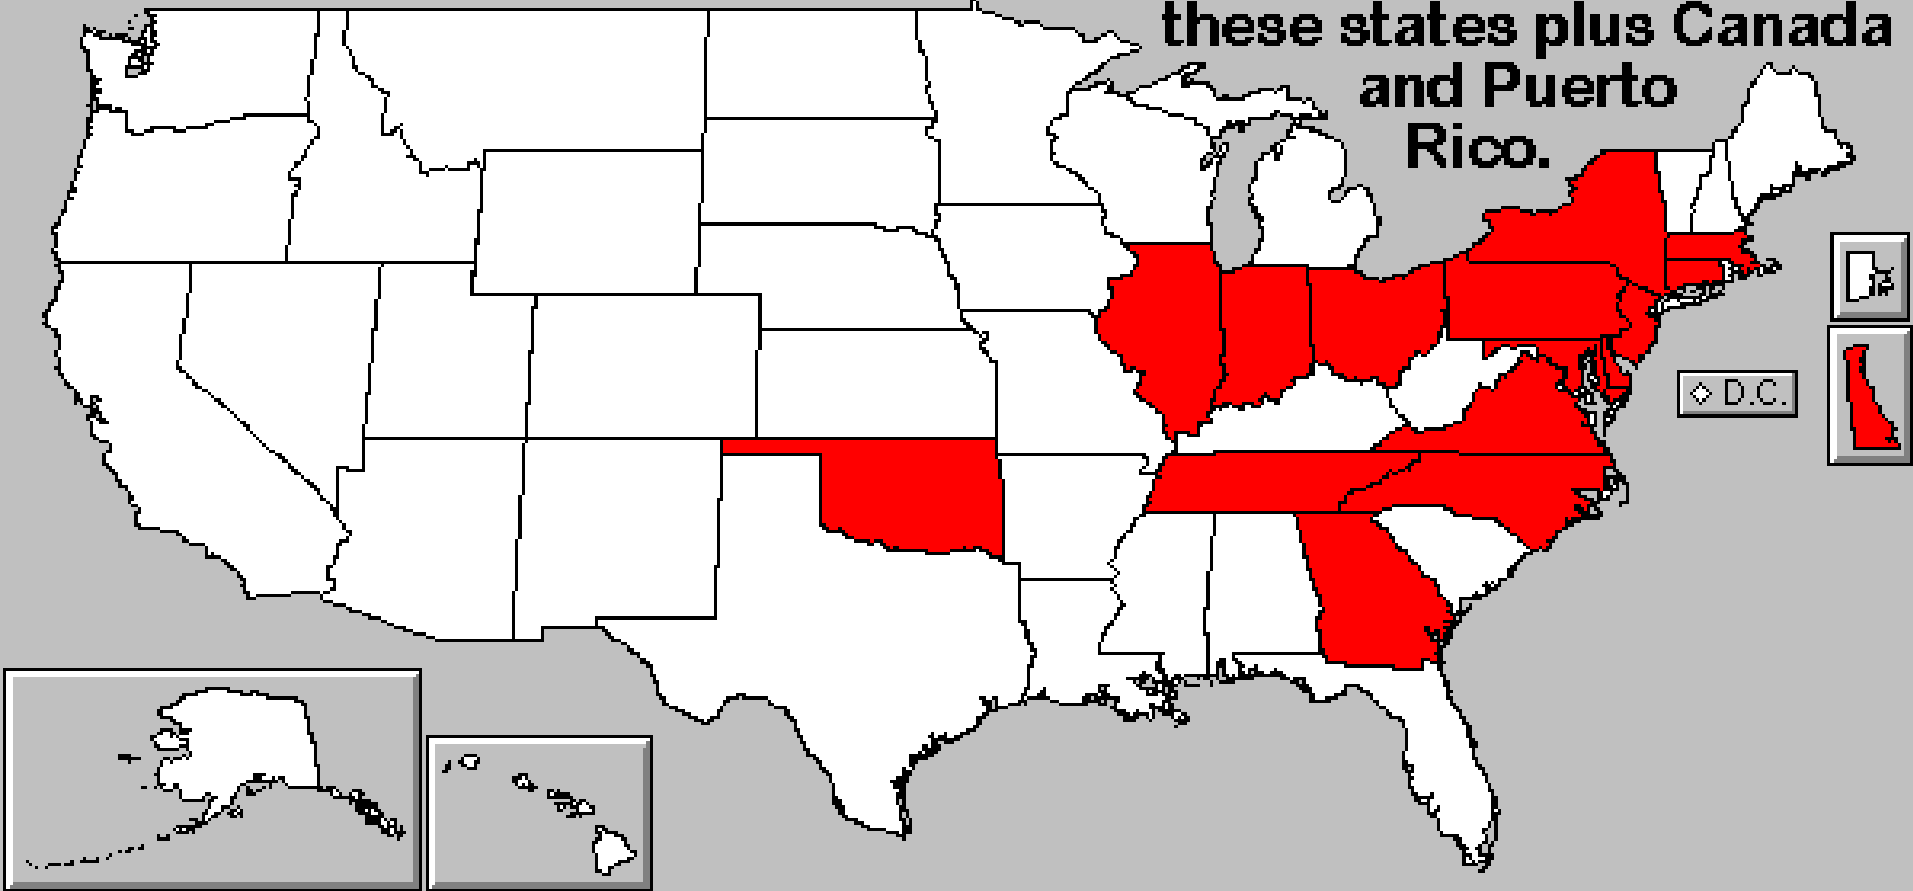 these states plus Canada
and Puerto
Rico.
D.C.